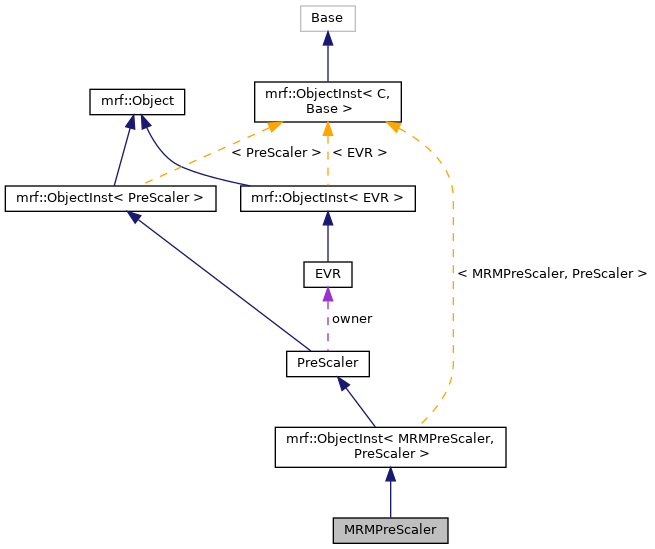 Base
mrf::ObjectInst< C,
Base >
mrf::Object
< PreScaler >
< EVR >
mrf::ObjectInst< PreScaler >
mrf::ObjectInst< EVR >
EVR
< MRMPreScaler, PreScaler >
owner
PreScaler
mrf::ObjectInst< MRMPreScaler,
PreScaler >
MRMPreScaler